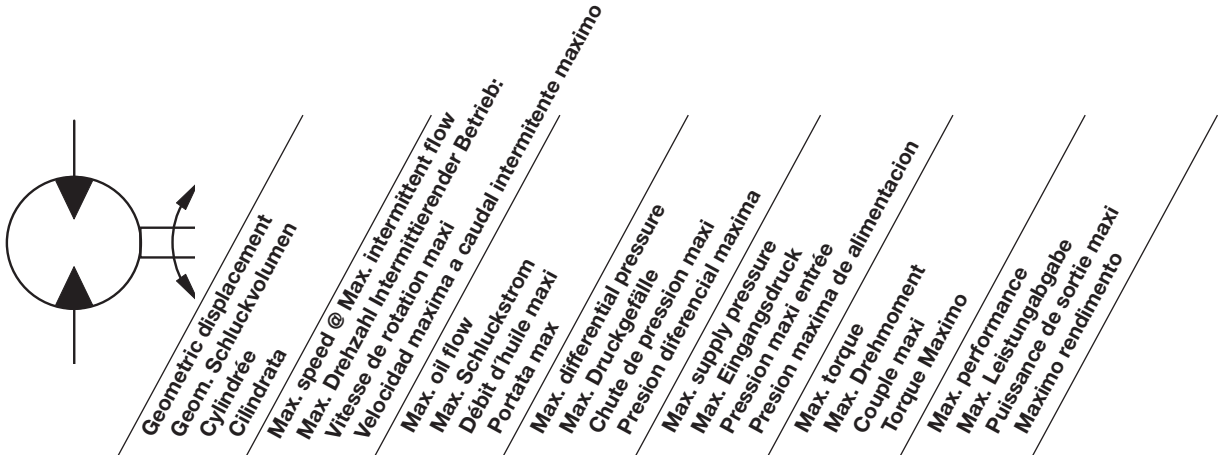 Geometric displacement
Geom. Schluckvolumen
Cylindrée
Cilindrata
Max. speed @ Max. intermittent flow
Max. Drehzahl Intermittierender Betrieb:
Vitesse de rotation maxi
Velocidad maxima a caudal intermitente maximo
Max. oil flow
Max. Schluckstrom
Débit d'huile maxi
Portata max
Max. differential pressure
Max. Druckgefälle
Chute de pression maxi
Presion diferencial maxima
Max. supply pressure
Max. Eingangsdruck
Pression maxi entrée
Presion maxima de alimentacion
Max. torque
Max. Drehmoment
Couple maxi
Torque Maximo
Max. performance
Max. Leistungabgabe
Puissance de sortie maxi
Maximo rendimento